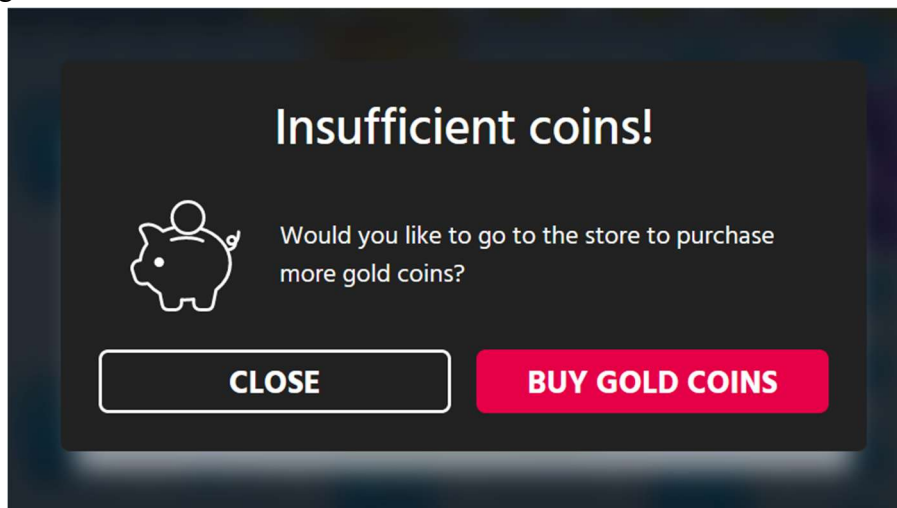 Insufficient coins!
Would you like to go to the store to purchase
more gold coins?
CLOSE
BUY GOLD COINS